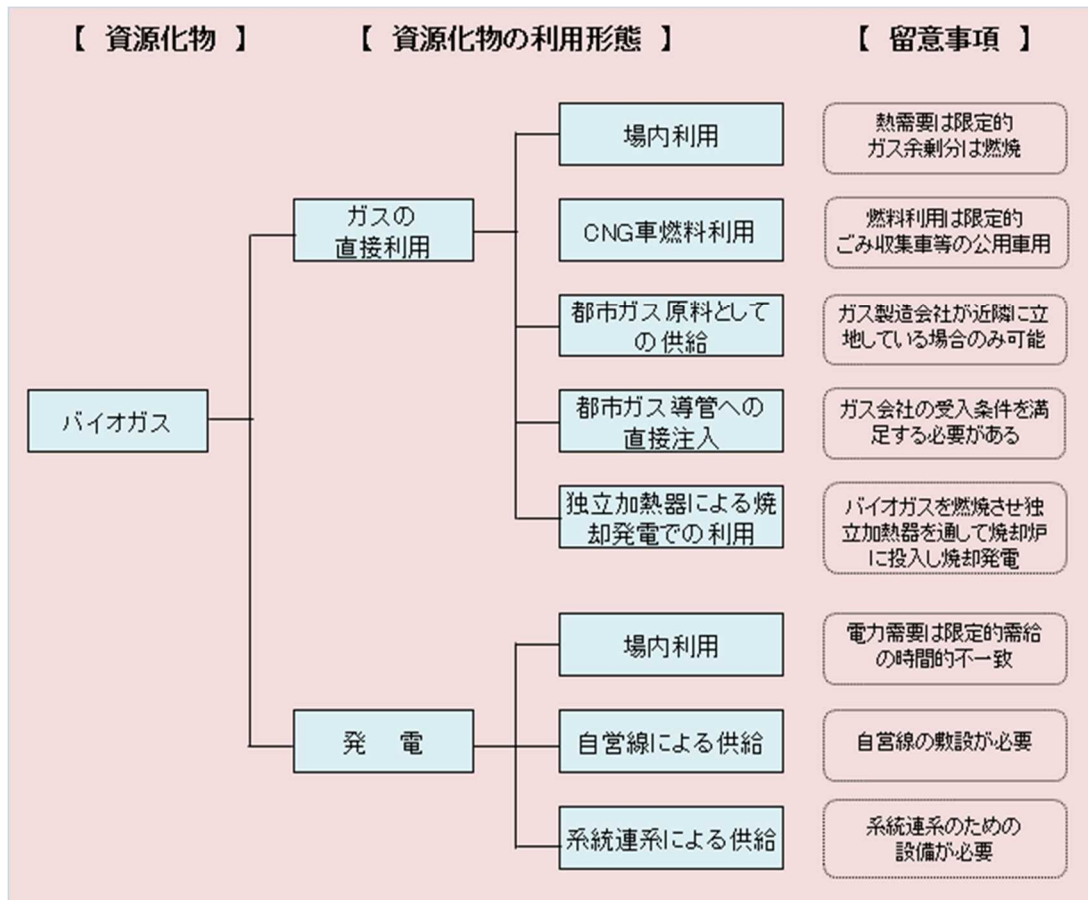 【 資源化物 】
【 資源化物の利用形態 】
【 留意事項 】
場内利用
熱需要は限定的
ガス余剰分は燃焼
ガスの
直接利用
CNG車燃料利用
燃料利用は限定的
ごみ収集車等の公用車用
都市ガス原料として
の供給
ガス製造会社が近隣に立
地している場合のみ可能
バイオガス
都市ガス導管への
直接注入
ガス会社の受入条件を満
足する必要がある
独立加熱器による焼
却発電での利用
バイオガスを燃焼させ独
立加熱器を通して焼却炉
に投入し焼却発電
場内利用
電力需要は限定的需給
の時間的不一致
発 電
自営線による供給
自営線の敷設が必要
系統連系による供給
系統連系のための
設備が必要